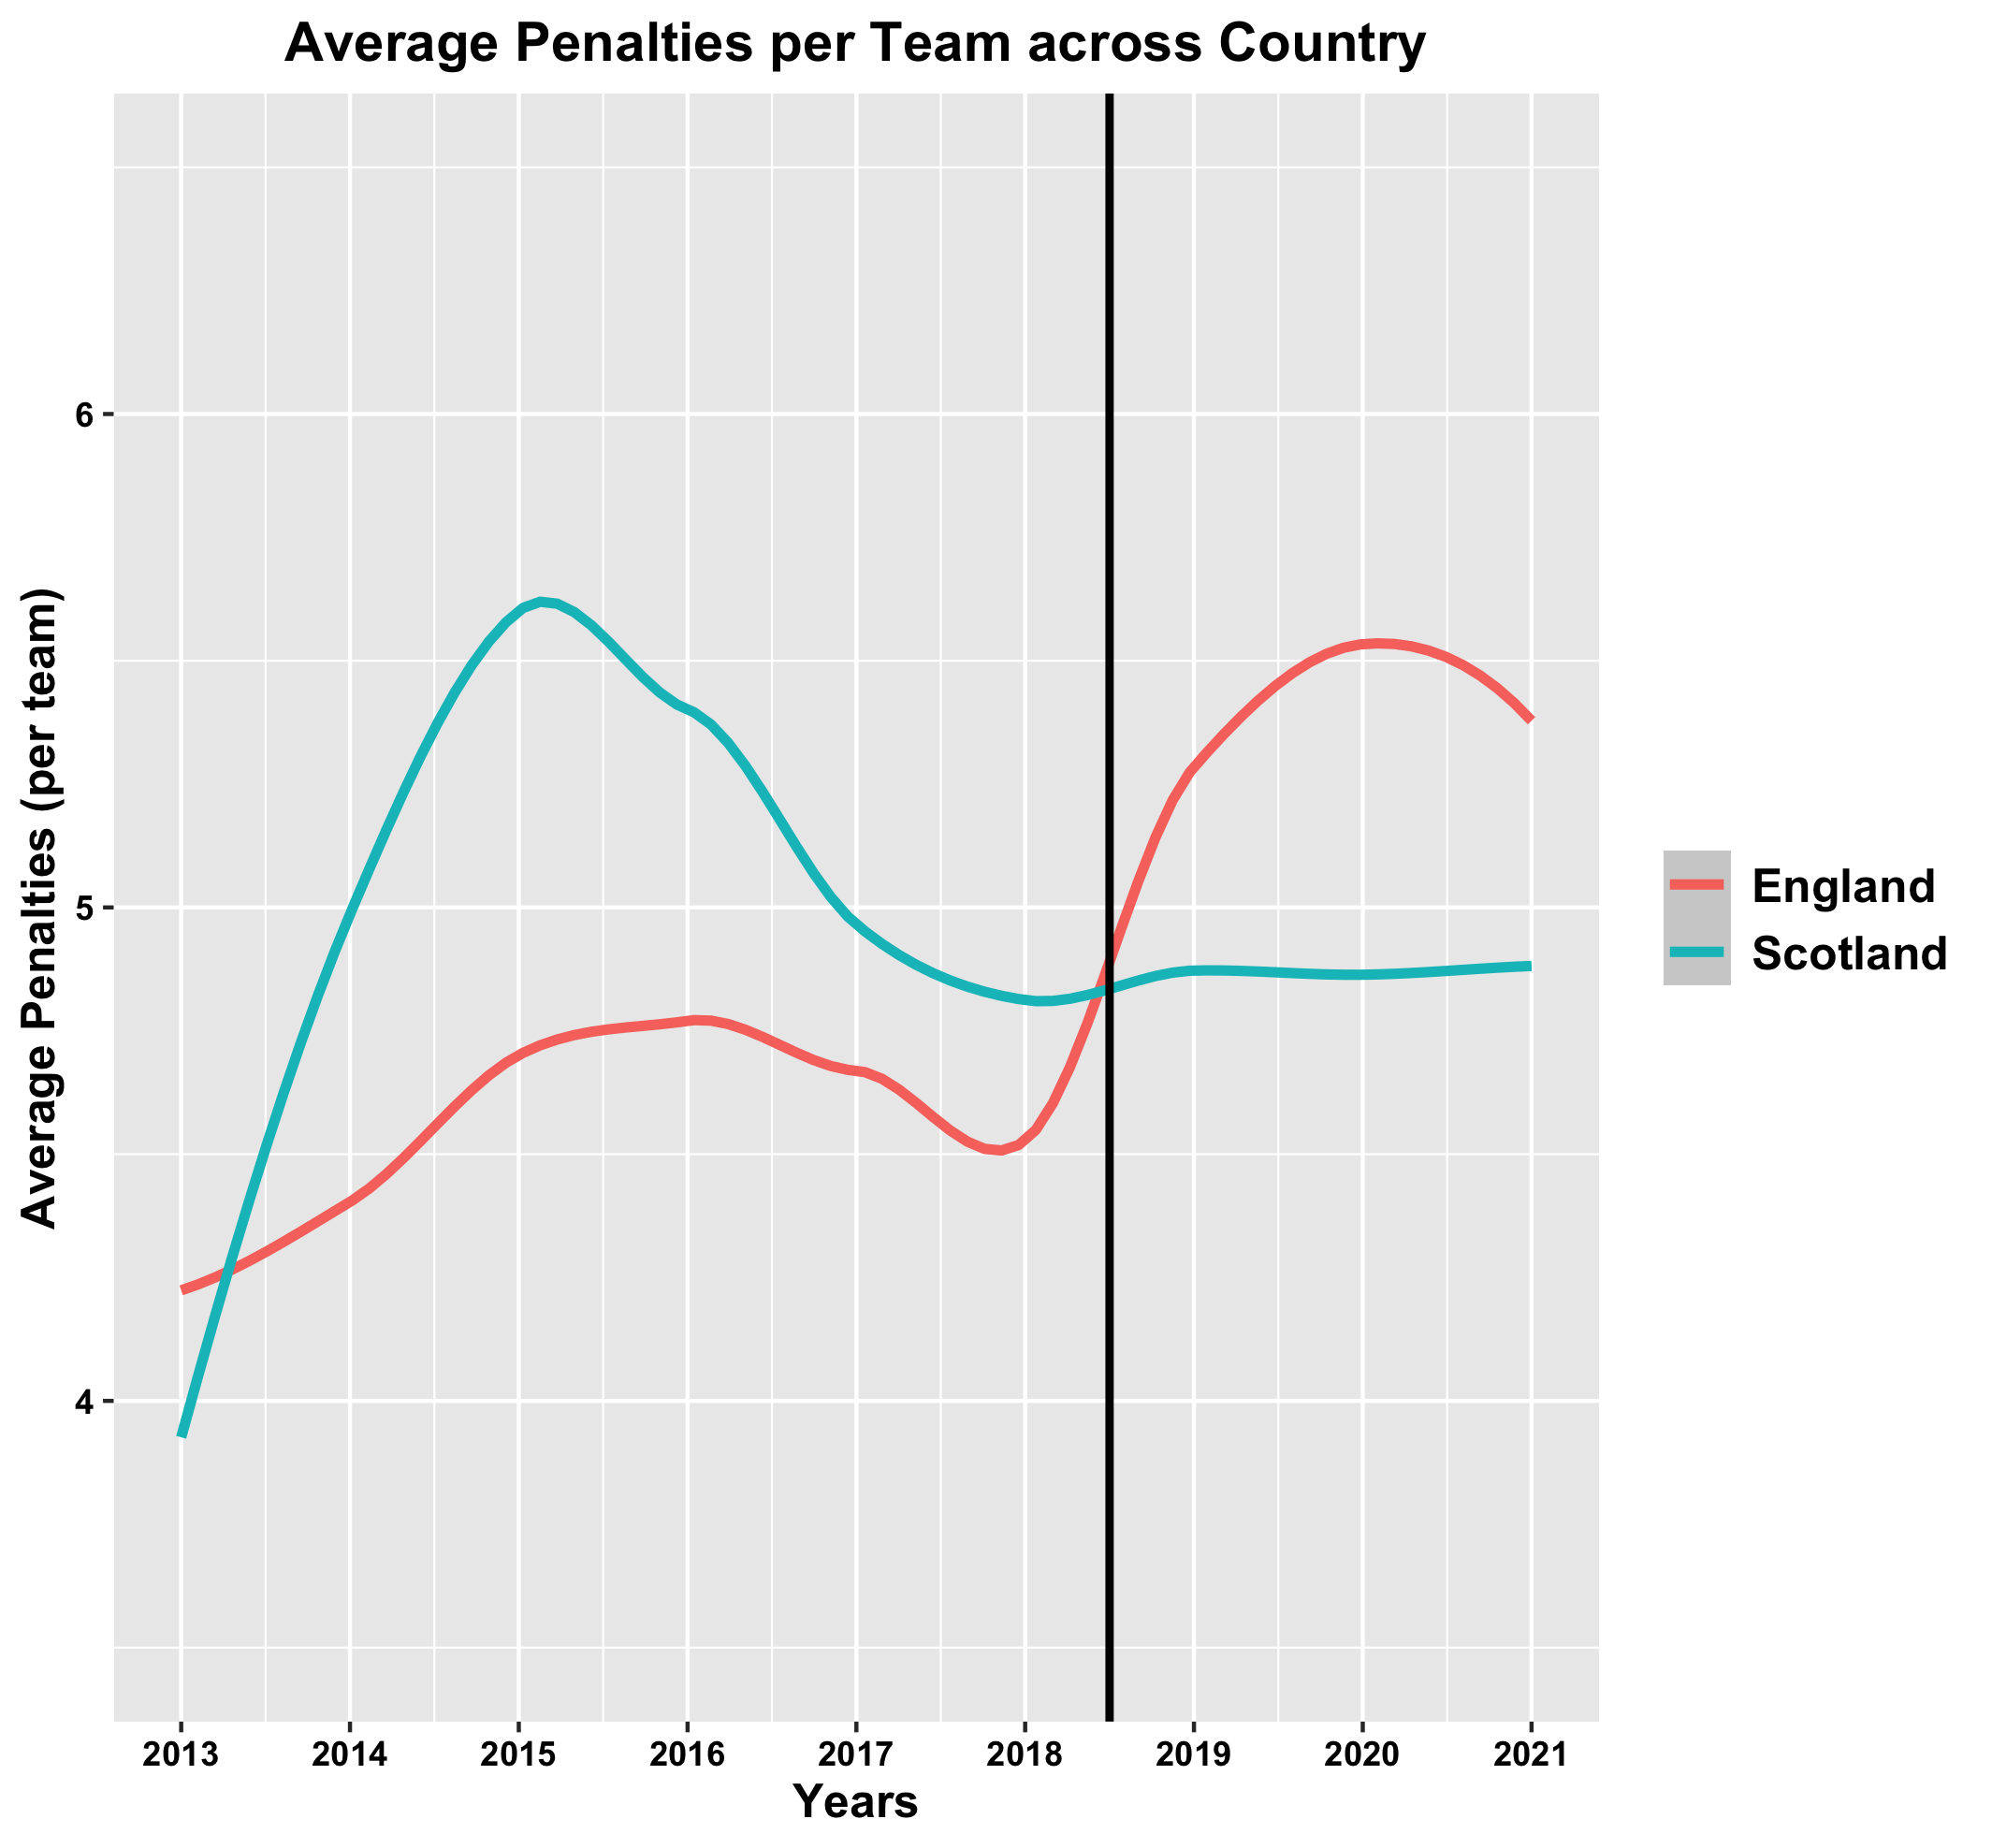 Average Penalties per Team across Country
Average Penalties (per team)
6
5
4
2013 2014 2015 2016 2017 2018 2019 2020 2021
Years
England
Scotland